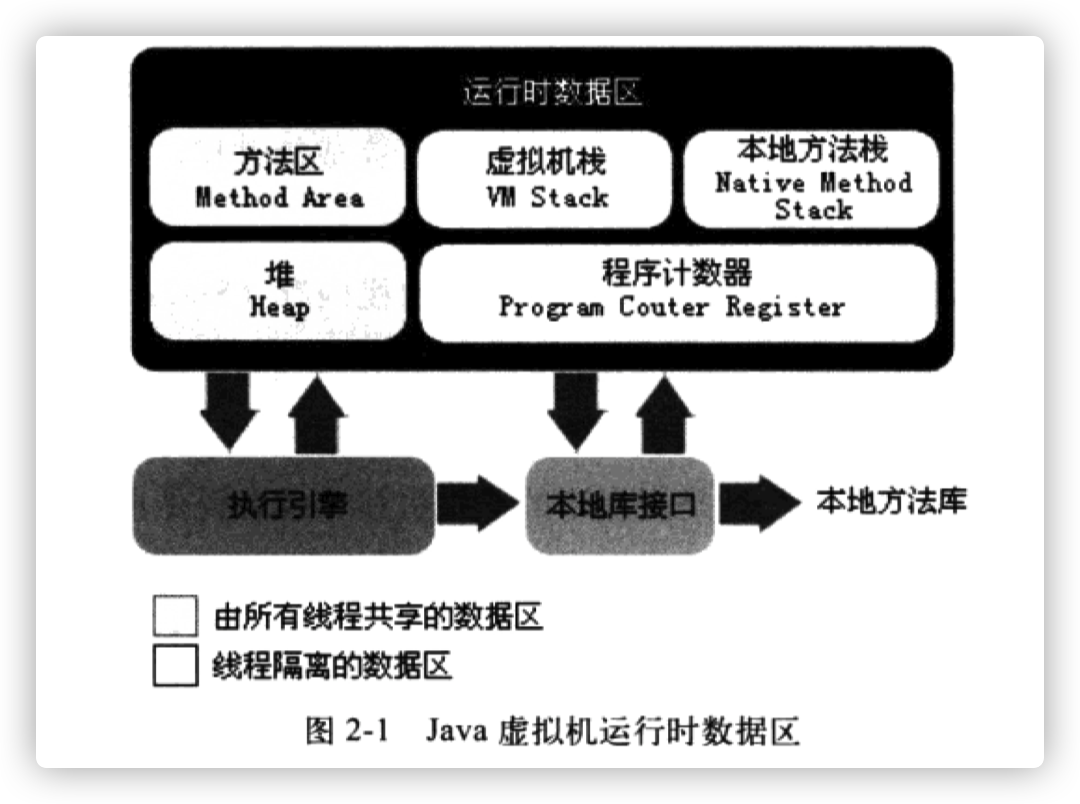 运行时数据区
方法区
Method Area
虚拟机栈
VM Stack
本地方法栈
Native Method
Stack
堆
Heap
程序计数器
Program Couter Register
执行引擎
本地库接口
本地方法库
由所有线程共享的数据区
线程隔离的数据区
图 2-1 Java 虚拟机运行时数据区